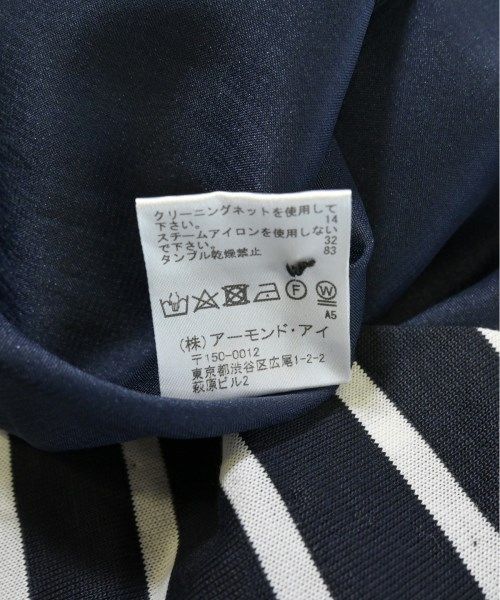 クリーニングネットを使用して
下さい。 14
スチームアイロンを使用しない
で下さい。 32
タンブル乾燥禁止 83
F W
A5
(株)アーモンド・アイ
〒150-0012
東京都渋谷区広尾1-2-2
萩原ビル2